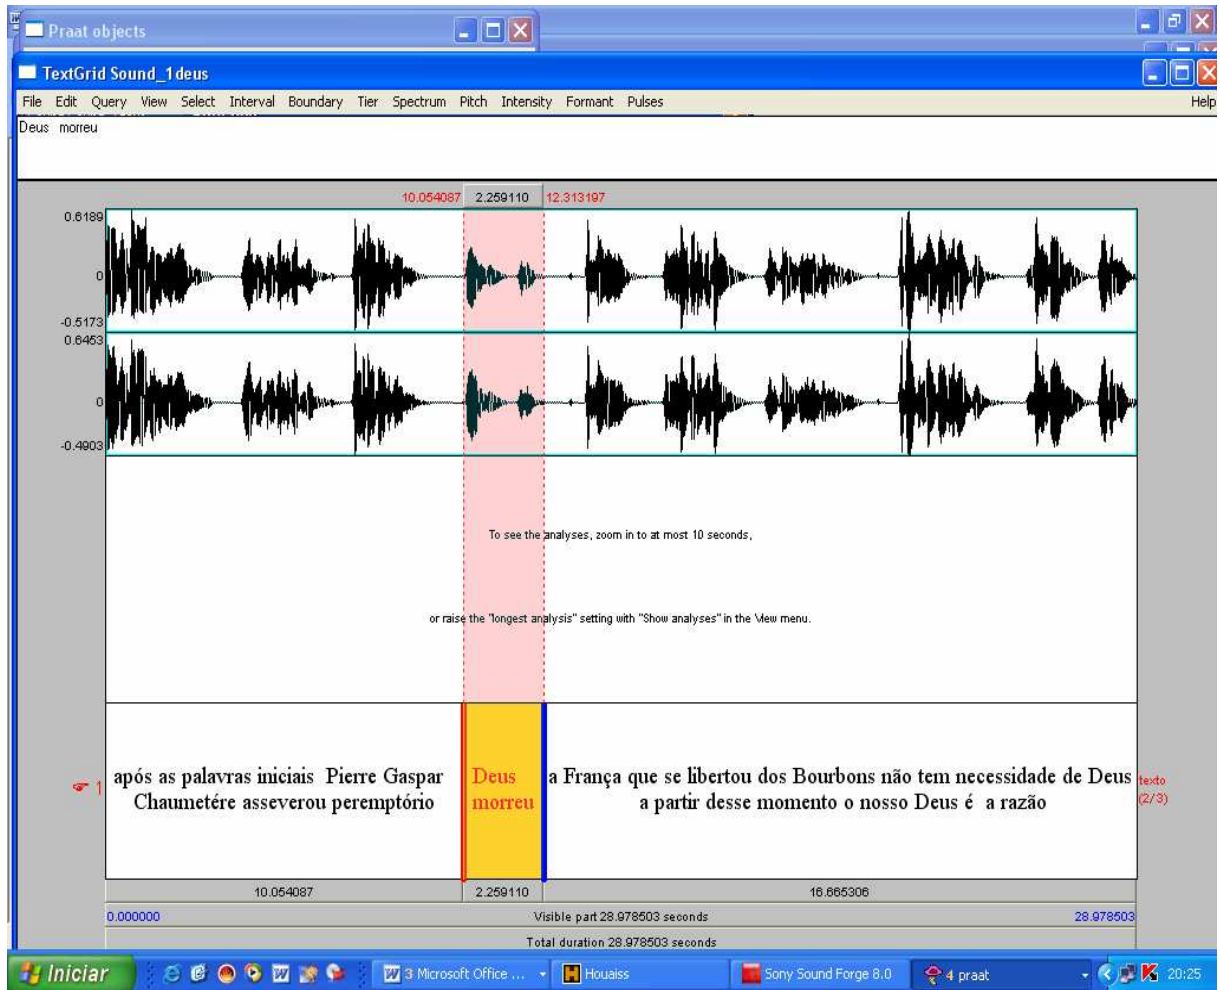 Praat objects
TextGrid Sound_1deus
File Edit Query View Select Interval Boundary Tier Spectrum Pitch Intensity Formant Pulses Help
Deus morreu
10.054087 2.259110 12.313197
0.6189
0
-0.5173
0.6453
0
-0.4903
To see the analyses, zoom in to at most 10 seconds,
or raise the "longest analysis" setting with "Show analyses" in the View menu.
1
após as palavras iniciais Pierre Gaspar
Chaumetére asseverou peremptório
Deus
morreu
a França que se libertou dos Bourbons não tem necessidade de Deus
a partir desse momento o nosso Deus é a razão
texto
(2/3)
10.054087 2.259110 16.665306
0.000000 Visible part 28.978503 seconds 28.978503
Total duration 28.978503 seconds
Iniciar 3 Microsoft Office ... Houaiss Sony Sound Forge 8.0 4 praat 20:25